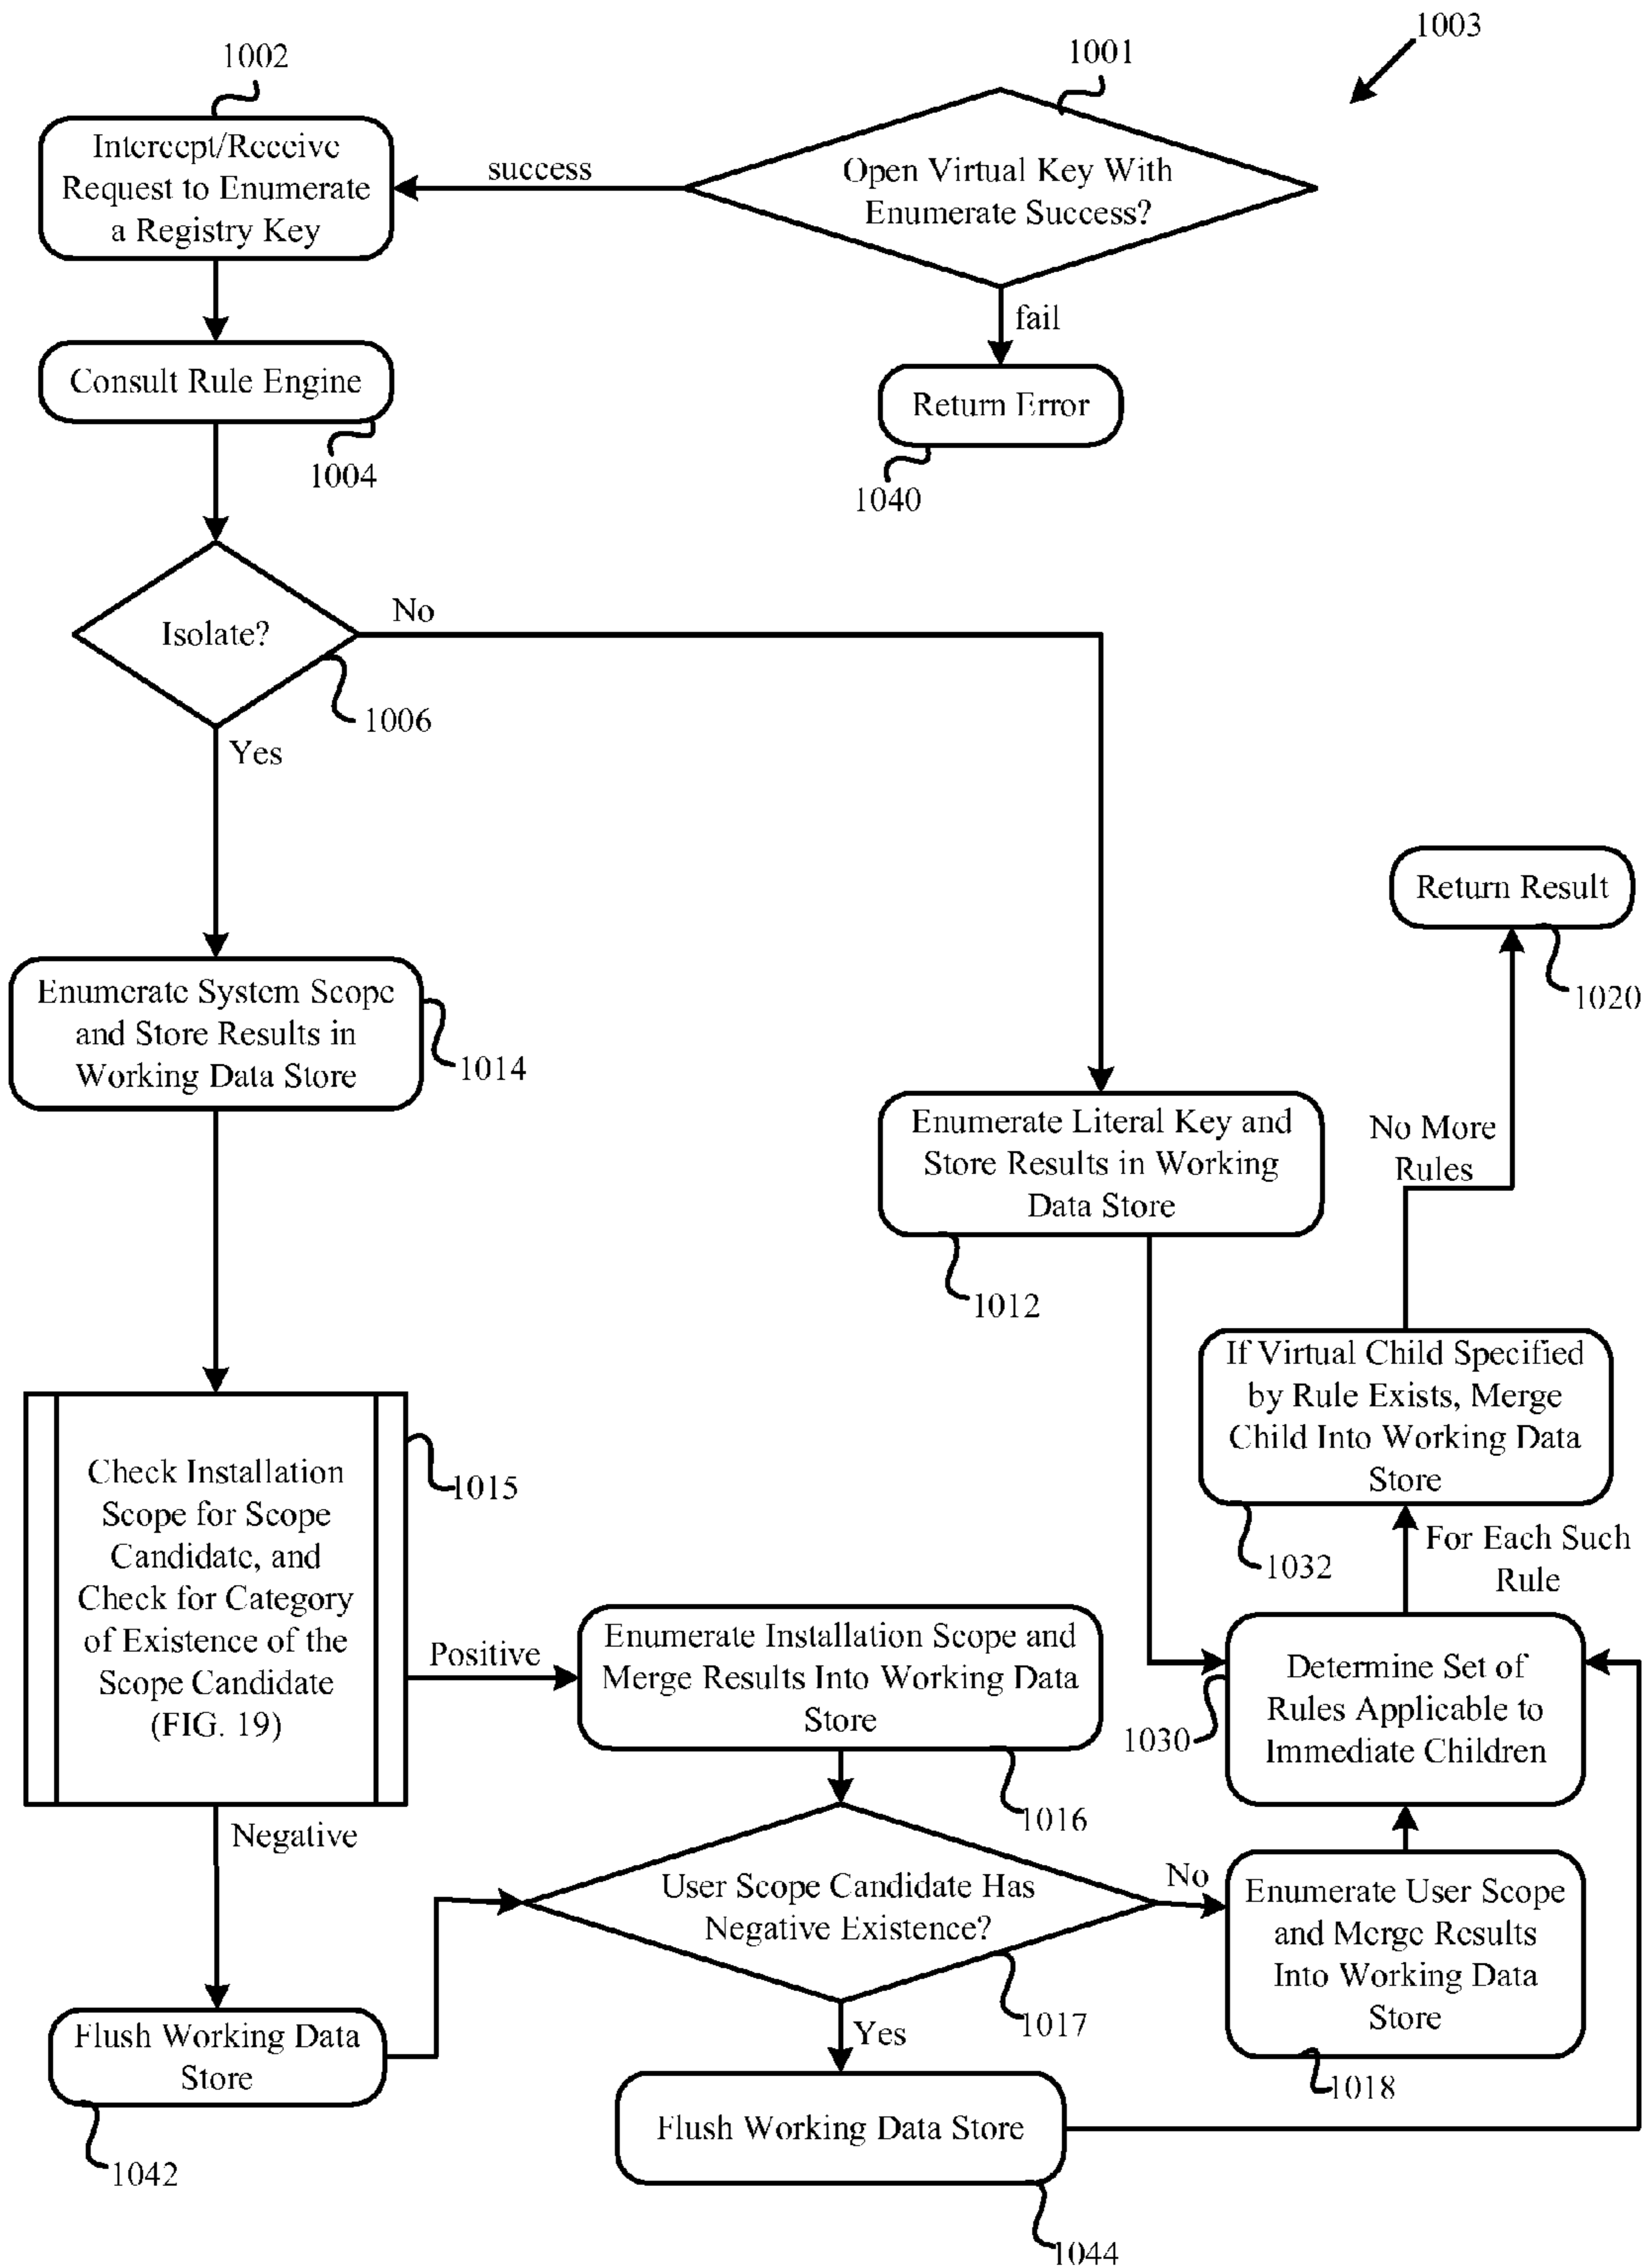 1003
1002
1001
Intercept/Receive
Request to Enumerate
a Registry Key
success
Open Virtual Key With
Enumerate Success?
fail
Consult Rule Engine
1004
Return Error
1040
Isolate?
No
1006
Yes
Return Result
1020
Enumerate System Scope
and Store Results in
Working Data Store
1014
Enumerate Literal Key and
Store Results in Working
Data Store
1012
No More
Rules
If Virtual Child Specified
by Rule Exists, Merge
Child Into Working Data
Store
1032
For Each Such
Rule
Check Installation
Scope for Scope
Candidate, and
Check for Category
of Existence of the
Scope Candidate
(FIG. 19)
1015
Positive
Enumerate Installation Scope and
Merge Results Into Working Data
Store
1016
Determine Set of
Rules Applicable to
Immediate Children
1030
Negative
User Scope Candidate Has
Negative Existence?
1017
No
Enumerate User Scope
and Merge Results
Into Working Data
Store
1018
Yes
Flush Working Data
Store
1042
Flush Working Data Store
1044